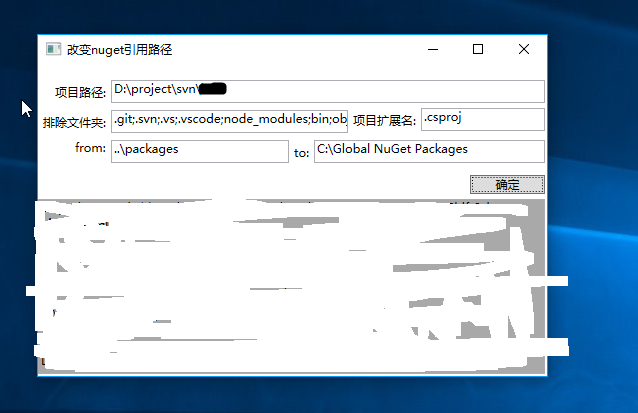 改变nuget引用路径
项目路径: D:\project\svn\
排除文件夹: .git;.svn;.vs;.vscode;node_modules;bin;ob 项目扩展名: .csproj
from: ..\packages to: C:\Global NuGet Packages
确定